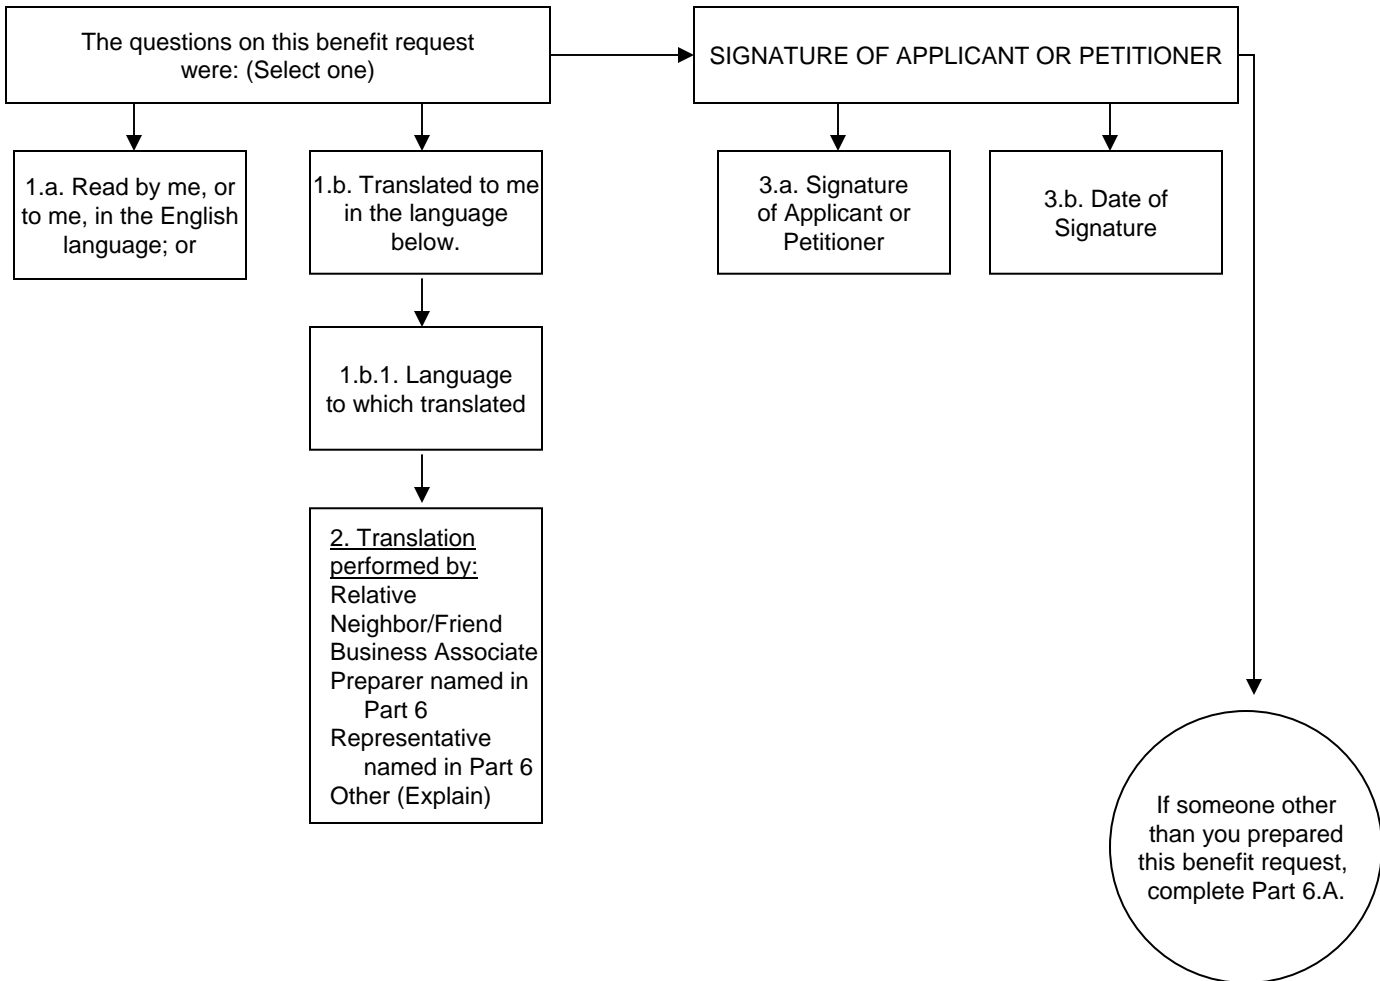 The questions on this benefit request
were: (Select one)
SIGNATURE OF APPLICANT OR PETITIONER
1.a. Read by me, or
to me, in the English
language; or
1.b. Translated to me
in the language
below.
3.a. Signature
of Applicant or
Petitioner
3.b. Date of
Signature
1.b.1. Language
to which translated
2. Translation
performed by:
Relative
Neighbor/Friend
Business Associate
Preparer named in
Part 6
Representative
named in Part 6
Other (Explain)
If someone other
than you prepared
this benefit request,
complete Part 6.A.